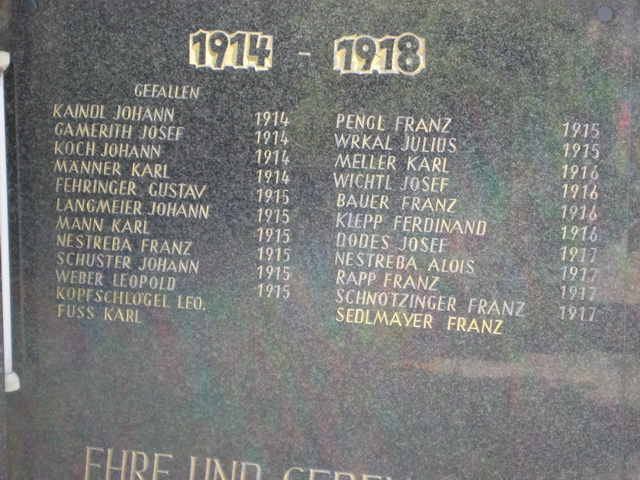 1914 - 1918
GEFALLEN
KAINDL JOHANN 1914
GAMERITH JOSEF 1914
KOCH JOHANN 1914
MÄNNER KARL 1914
FEHRINGER GUSTAV 1915
LANGMEIER JOHANN 1915
MANN KARL 1915
NESTREBA FRANZ 1915
SCHUSTER JOHANN 1915
WEBER LEOPOLD 1915
KOPFSCHLÖGEL LEO.
FUSS KARL
PENGL FRANZ 1915
WRKAL JULIUS 1915
MELLER KARL 1916
WICHTL JOSEF 1916
BAUER FRANZ 1916
KLEPP FERDINAND 1916
DODES JOSEF 1917
NESTREBA ALOIS 1917
RAPP FRANZ 1917
SCHNOTZINGER FRANZ 1917
SEDLMAYER FRANZ
EHRE UND